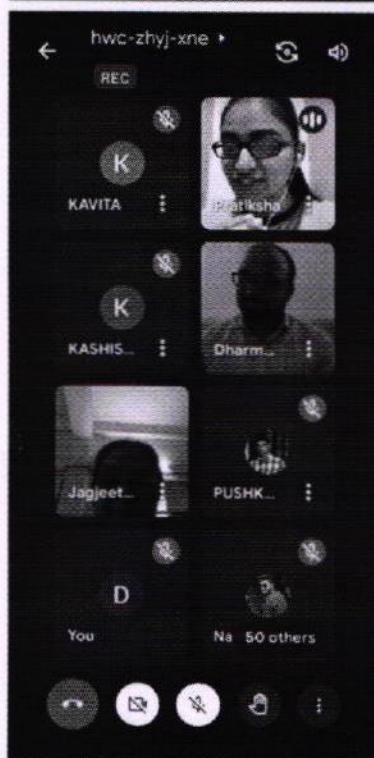 hwc-zhyj-xne
REC
K
KAVITA
Pratiksha
K
KASHIS...
Dharm...
Jagjeet...
PUSHK...
D
You
Na 50 others